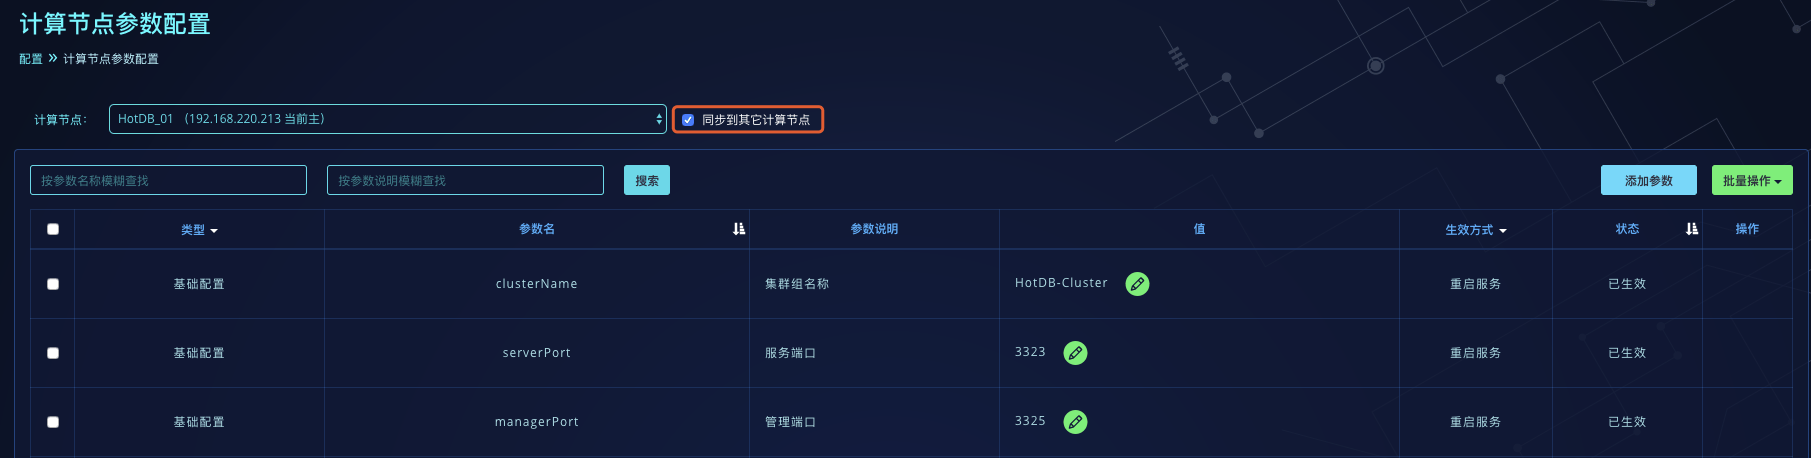 计算节点参数配置
配置 » 计算节点参数配置
计算节点： HotDB_01 （192.168.220.213 当前主） 同步到其它计算节点
按参数名称模糊查找 按参数说明模糊查找 搜索 添加参数 批量操作
类型 参数名 参数说明 值 生效方式 状态 操作
基础配置 clusterName 集群组名称 HotDB-Cluster 重启服务 已生效
基础配置 serverPort 服务端口 3323 重启服务 已生效
基础配置 managerPort 管理端口 3325 重启服务 已生效